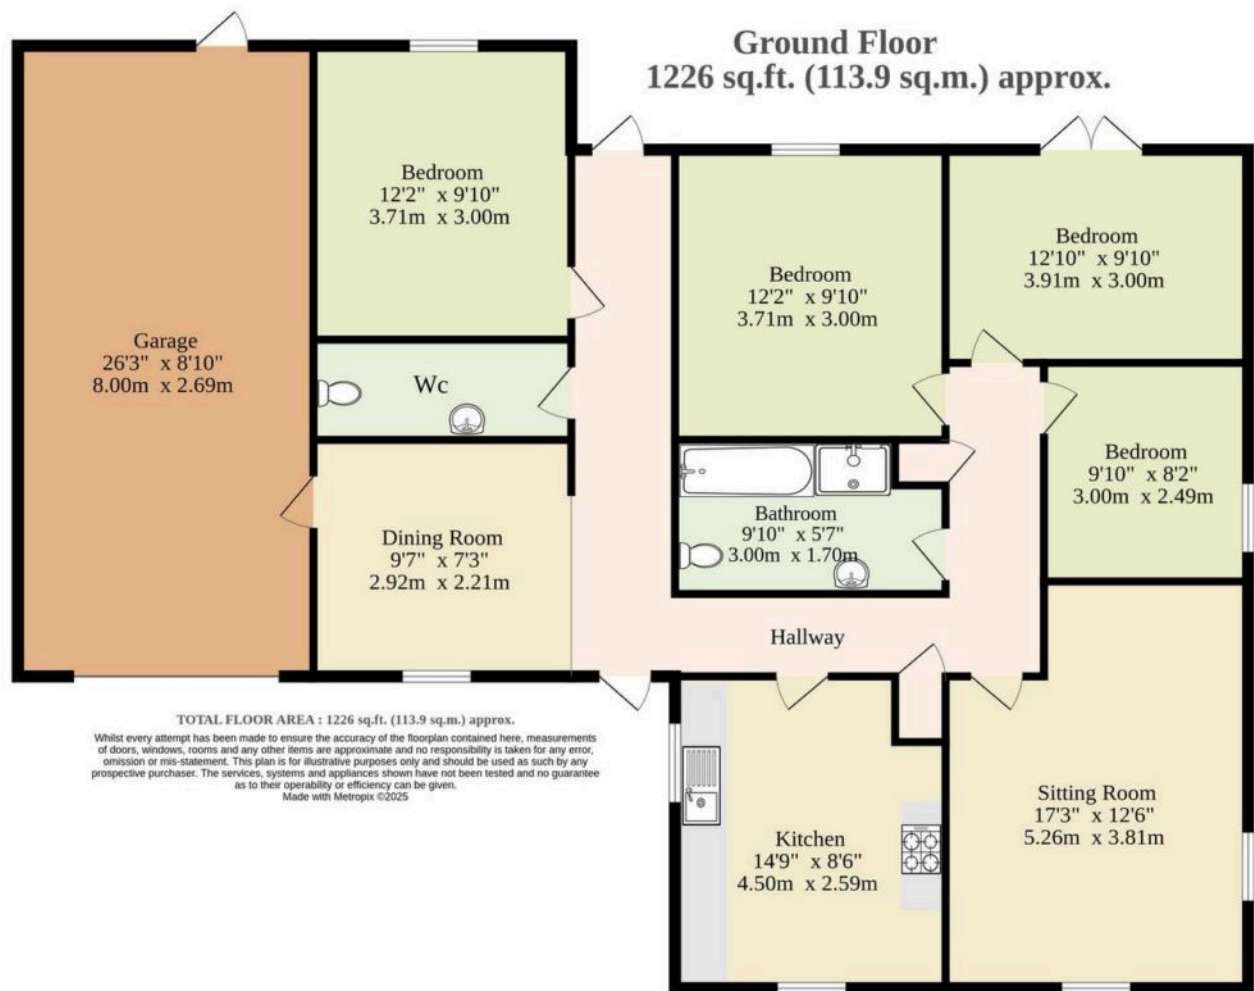 Ground Floor
1226 sq.ft. (113.9 sq.m.) approx.
Bedroom
12'2" x 9'10"
3.71m x 3.00m
Bedroom
12'2" x 9'10"
3.71m x 3.00m
Bedroom
12'10" x 9'10"
3.91m x 3.00m
Garage
26'3" x 8'10"
8.00m x 2.69m
Wc
Bedroom
9'10" x 8'2"
3.00m x 2.49m
Bathroom
9'10" x 5'7"
3.00m x 1.70m
Dining Room
9'7" x 7'3"
2.92m x 2.21m
Hallway
Kitchen
14'9" x 8'6"
4.50m x 2.59m
Sitting Room
17'3" x 12'6"
5.26m x 3.81m
TOTAL FLOOR AREA : 1226 sq.ft. (113.9 sq.m.) approx.
Whilst every attempt has been made to ensure the accuracy of the floorplan contained here, measurements
of doors, windows, rooms and any other items are approximate and no responsibility is taken for any error,
omission or mis-statement. This plan is for illustrative purposes only and should be used as such by any
prospective purchaser. The services, systems and appliances shown have not been tested and no guarantee
as to their operability or efficiency can be given.
Made with Metropix ©2025